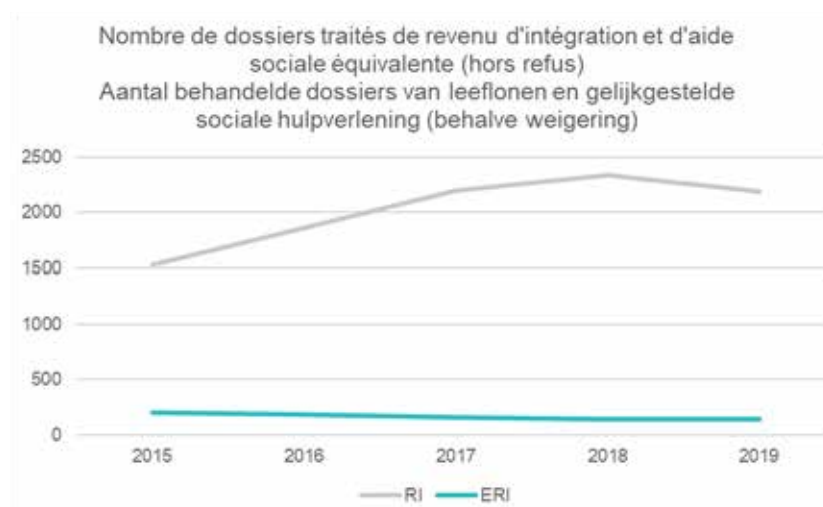 Nombre de dossiers traités de revenu d'intégration et d'aide
sociale équivalente (hors refus)
Aantal behandelde dossiers van leeflonen en gelijkgestelde
sociale hulpverlening (behalve weigering)
2500
2000
1500
1000
500
0
2015 2016 2017 2018 2019
RI ERI